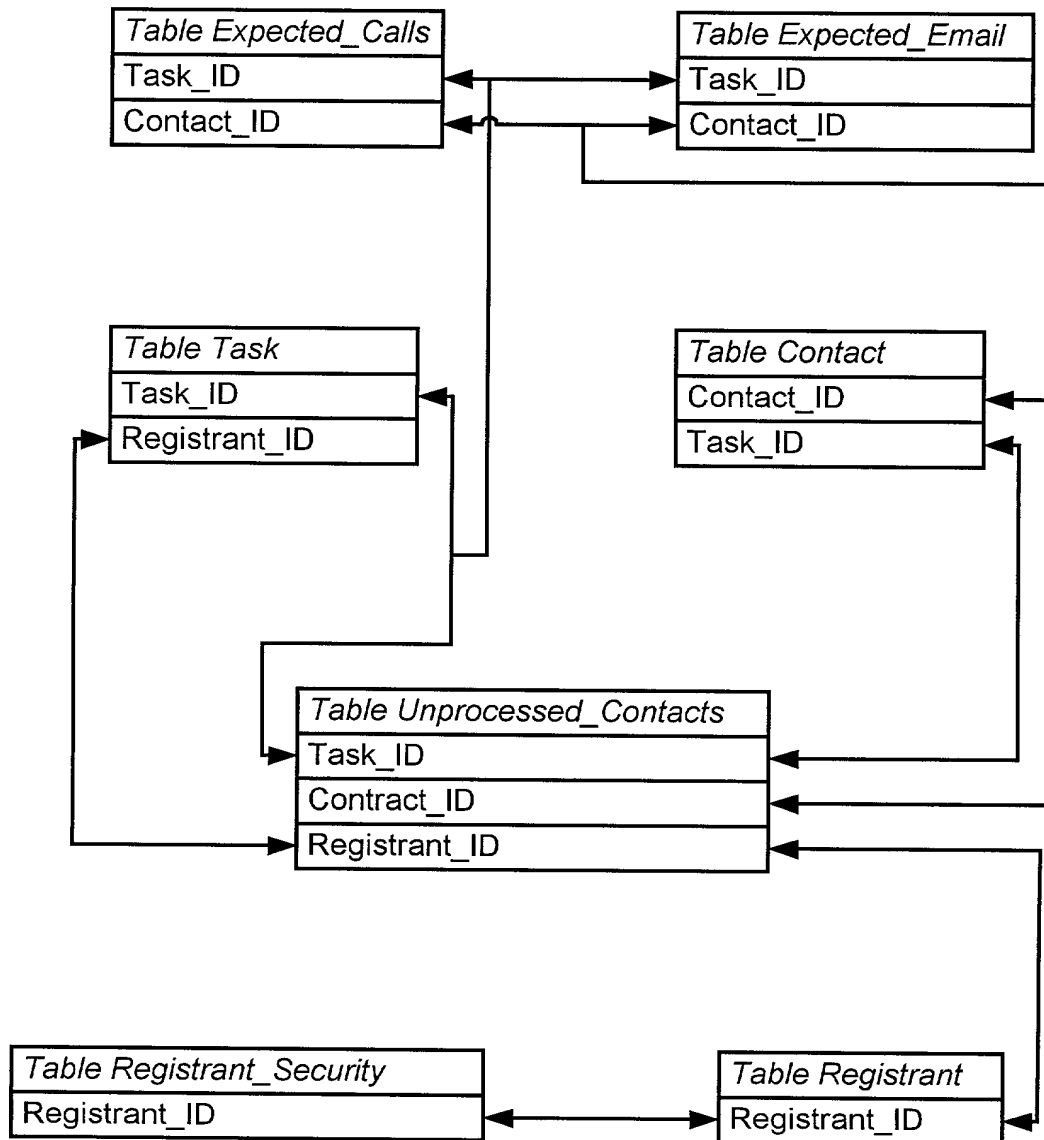 Table Expected_Calls
Task_ID
Contact_ID
Table Expected_Email
Task_ID
Contact_ID
Table Task
Task_ID
Registrant_ID
Table Contact
Contact_ID
Task_ID
Table Unprocessed_Contacts
Task_ID
Contract_ID
Registrant_ID
Table Registrant_Security
Registrant_ID
Table Registrant
Registrant_ID